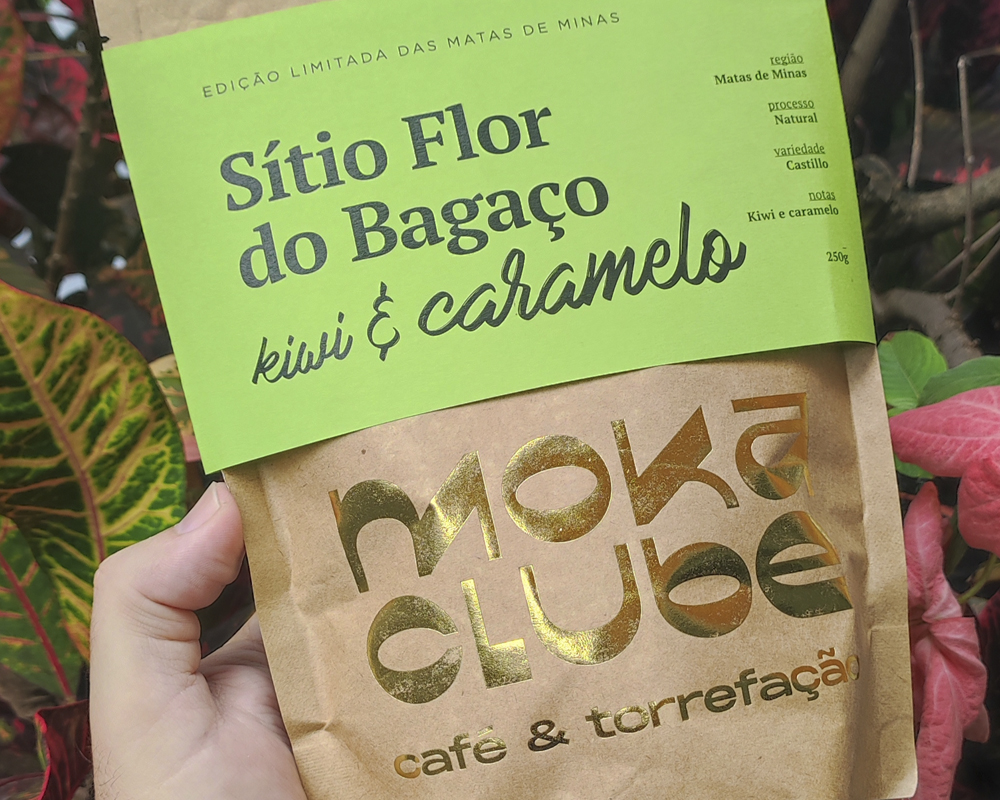 EDIÇÃO LIMITADA DAS MATAS DE MINAS
Sítio Flor
do Bagaço
kiwi & caramelo
região
Matas de Minas
processo
Natural
variedade
Castillo
notas
Kiwi e caramelo
250g
moka
clube
café & torrefação